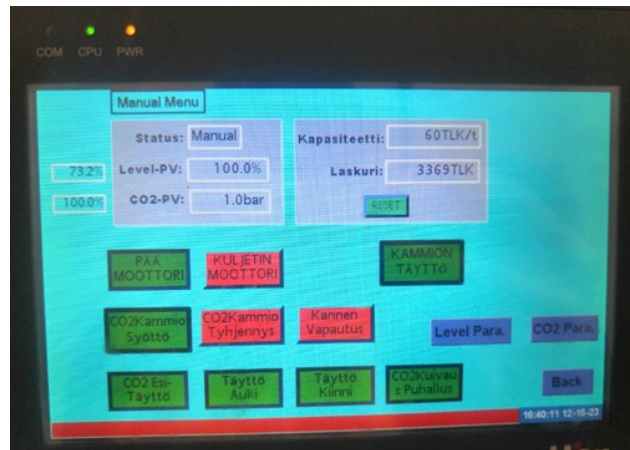 COM CPU PWR
Manual Menu
Status: Manual
Kapasiteetti: 60TLK/t
73.2% Level-PV: 100.0%
Laskuri: 3369TLK
100.0% CO2-PV: 1.0bar
RESET
PÄÄ
MOOTTORI
KULJETIN
MOOTTORI
KAMMION
TÄYTTÖ
CO2Kammio
Syöttö
CO2Kammio
Tyhjennys
Kannen
Vapautus
Level Para.
CO2 Para.
CO2 Esi-
Täyttö
Täyttö
Auki
Täyttö
Kiinni
CO2Kuivau
s Puhallus
Back
16:40:11 12-16-23